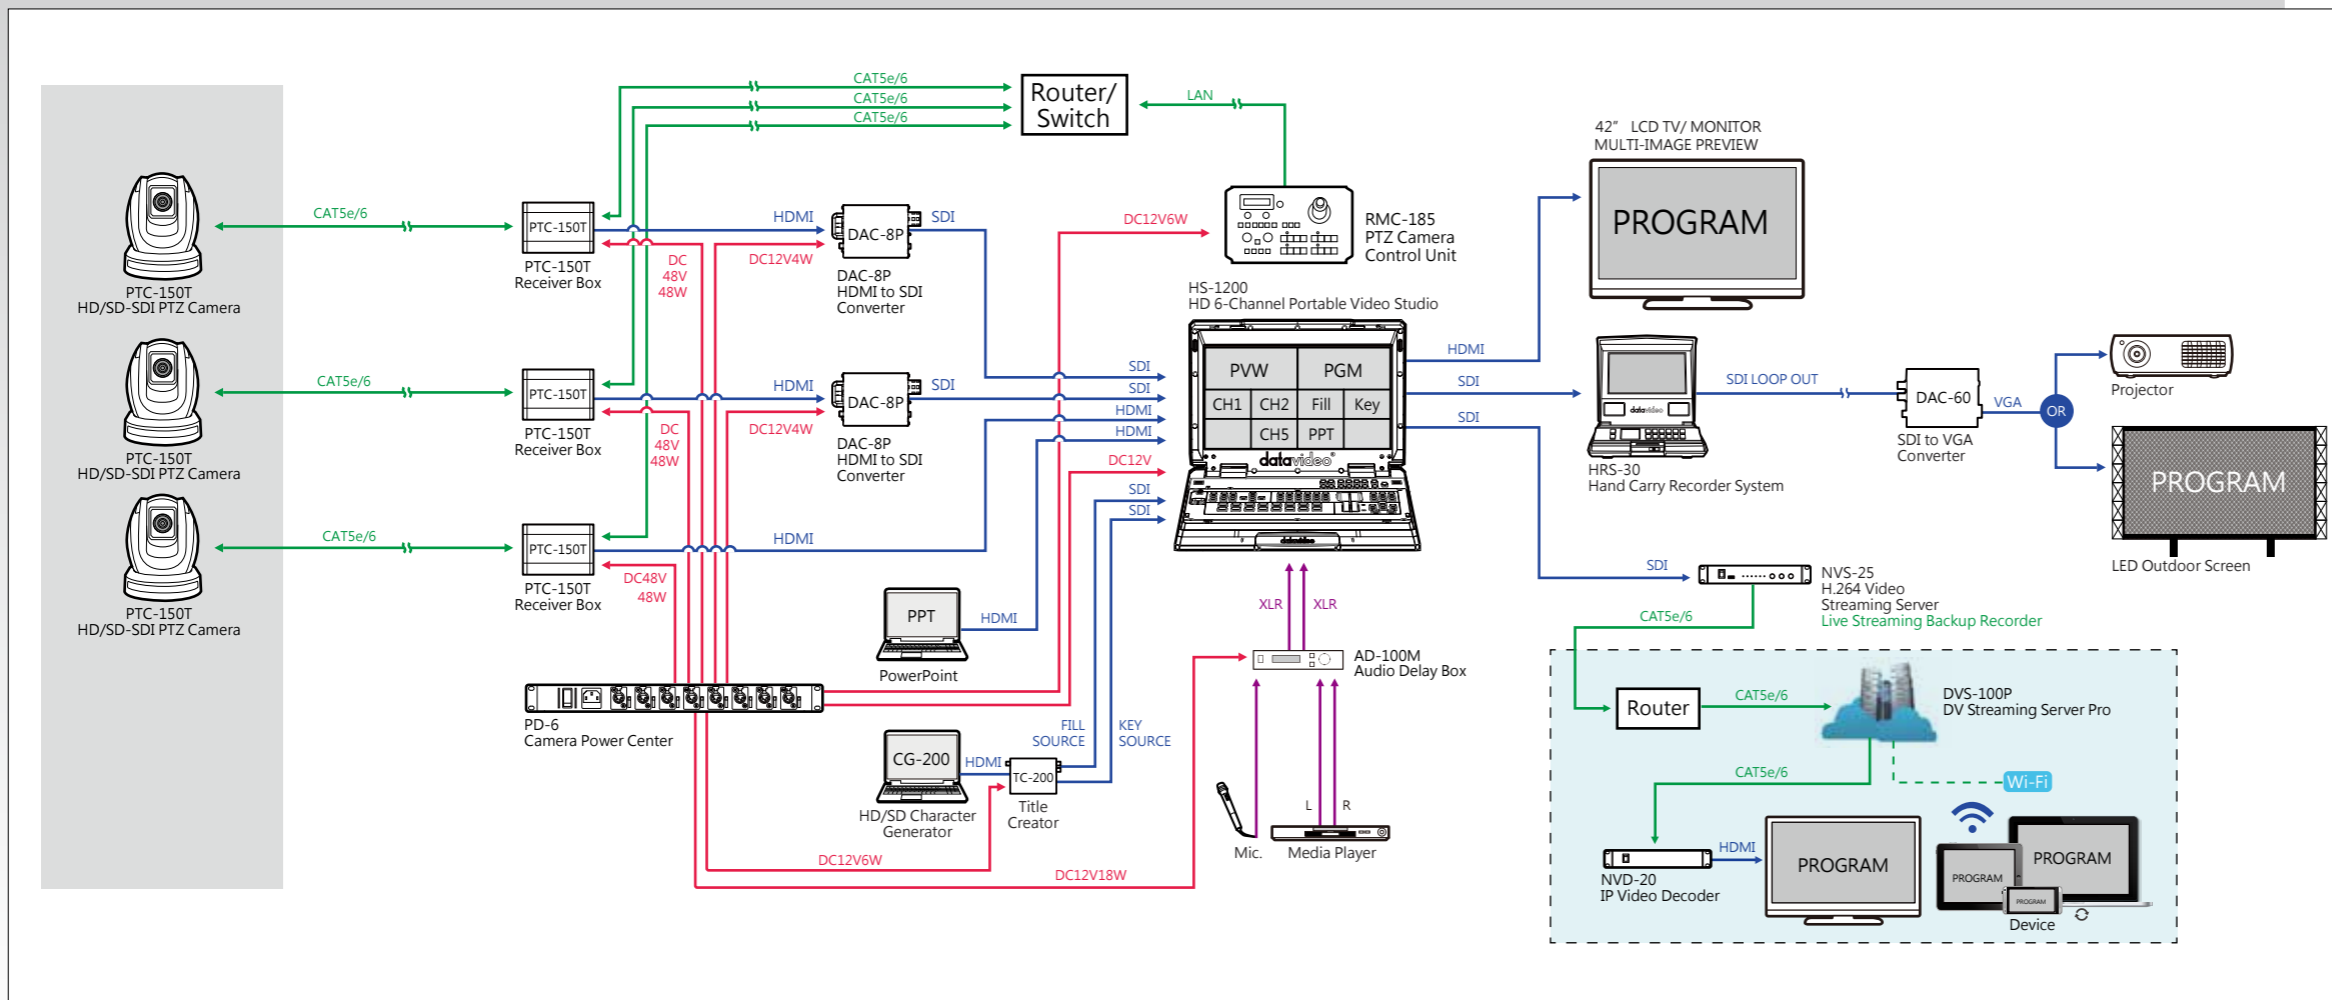 CAT5e/6
CAT5e/6
CAT5e/6
Router/
Switch
LAN
42" LCD TV/ MONITOR
MULTI-IMAGE PREVIEW
PROGRAM
CAT5e/6
PTC-150T
HD/SD-SDI PTZ Camera
PTC-150T
PTC-150T
Receiver Box
HDMI
DC
48V
48W
DC12V4W
DAC-8P
SDI
DAC-8P
HDMI to SDI
Converter
DC12V6W
RMC-185
PTZ Camera
Control Unit
HS-1200
HD 6-Channel Portable Video Studio
PVW
PGM
CH1
CH2
Fill
Key
CH5
PPT
datavideo
datavideo
CAT5e/6
PTC-150T
HD/SD-SDI PTZ Camera
PTC-150T
PTC-150T
Receiver Box
HDMI
DC
48V
48W
DC12V4W
DAC-8P
SDI
DAC-8P
HDMI to SDI
Converter
SDI
SDI
HDMI
HDMI
DC12V
SDI
SDI
HDMI
SDI
SDI
datavideo
HRS-30
Hand Carry Recorder System
SDI LOOP OUT
DAC-60
SDI to VGA
Converter
VGA
OR
Projector
PROGRAM
LED Outdoor Screen
CAT5e/6
PTC-150T
HD/SD-SDI PTZ Camera
PTC-150T
PTC-150T
Receiver Box
HDMI
DC48V
48W
PPT
PowerPoint
HDMI
PD-6
Camera Power Center
CG-200
HD/SD Character
Generator
HDMI
TC-200
Title
Creator
FILL
SOURCE
KEY
SOURCE
DC12V6W
DC12V18W
XLR
XLR
AD-100M
Audio Delay Box
L
R
Mic.
Media Player
SDI
NVS-25
H.264 Video
Streaming Server
Live Streaming Backup Recorder
CAT5e/6
Router
CAT5e/6
DVS-100P
DV Streaming Server Pro
CAT5e/6
Wi-Fi
NVD-20
IP Video Decoder
HDMI
PROGRAM
PROGRAM
PROGRAM
PROGRAM
Device